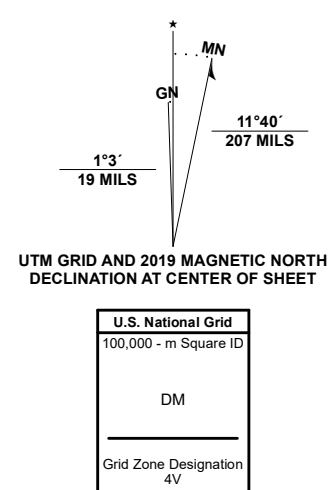 ★
MN
GN
11°40´
207 MILS
1°3´
19 MILS
UTM GRID AND 2019 MAGNETIC NORTH
DECLINATION AT CENTER OF SHEET
U.S. National Grid
100,000 - m Square ID
DM
Grid Zone Designation
4V